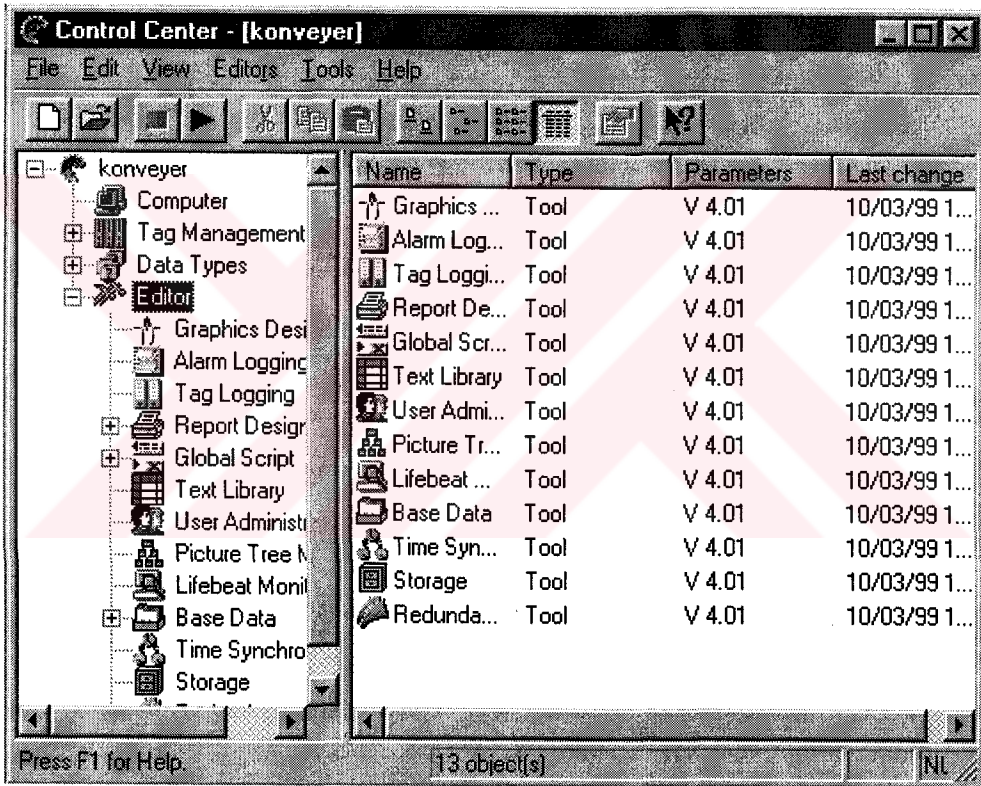 Control Center - [konveyer]
File Edit View Editors Tools Help
konveyer
Computer
Tag Management
Data Types
Editor
Graphics Desi
Alarm Logging
Tag Logging
Report Design
Global Script
Text Library
User Administr
Picture Tree M
Lifebeat Monit
Base Data
Time Synchro
Storage
Name Type Parameters Last change
Graphics ... Tool V 4.01 10/03/99 1...
Alarm Log... Tool V 4.01 10/03/99 1...
Tag Loggi... Tool V 4.01 10/03/99 1...
Report De... Tool V 4.01 10/03/99 1...
Global Scr... Tool V 4.01 10/03/99 1...
Text Library Tool V 4.01 10/03/99 1...
User Admi... Tool V 4.01 10/03/99 1...
Picture Tr... Tool V 4.01 10/03/99 1...
Lifebeat ... Tool V 4.01 10/03/99 1...
Base Data Tool V 4.01 10/03/99 1...
Time Syn... Tool V 4.01 10/03/99 1...
Storage Tool V 4.01 10/03/99 1...
Redunda... Tool V 4.01 10/03/99 1...
Press F1 for Help. 13 object(s)